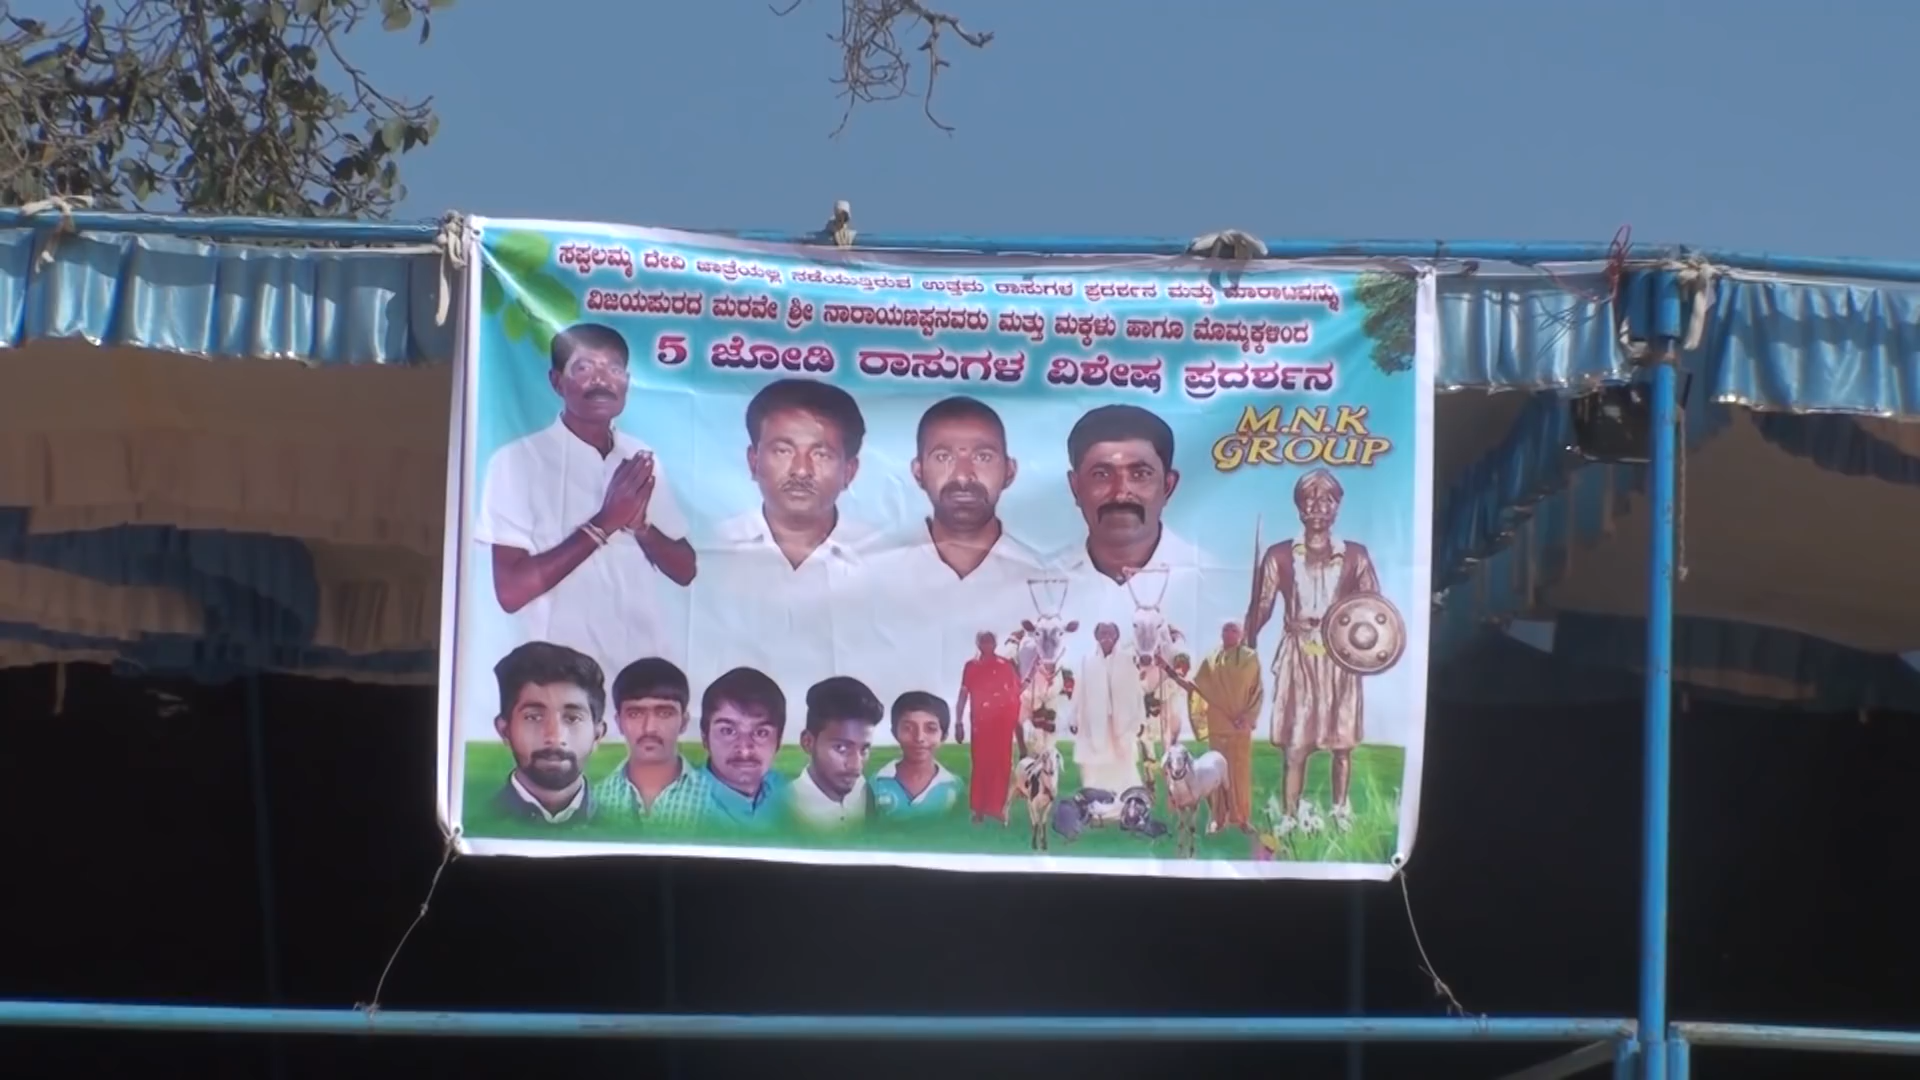 ಸಪ್ಪಲಮ್ಮ ದೇವಿ ಜಾತ್ರೆಯಲ್ಲಿ ನಡೆಯುತ್ತಿರುವ ಉತ್ತಮ ರಾಸುಗಳ ಪ್ರದರ್ಶನ ಮತ್ತು ಮಾರಾಟವನ್ನು
ವಿಜಯಪುರದ ಮರವೇ ಶ್ರೀ ನಾರಾಯಣಪ್ಪನವರು ಮತ್ತು ಮಕ್ಕಳು ಹಾಗೂ ಮೊಮ್ಮಕ್ಕಳಿಂದ
5 ಜೋಡಿ ರಾಸುಗಳ ವಿಶೇಷ ಪ್ರದರ್ಶನ
M.N.K
GROUP